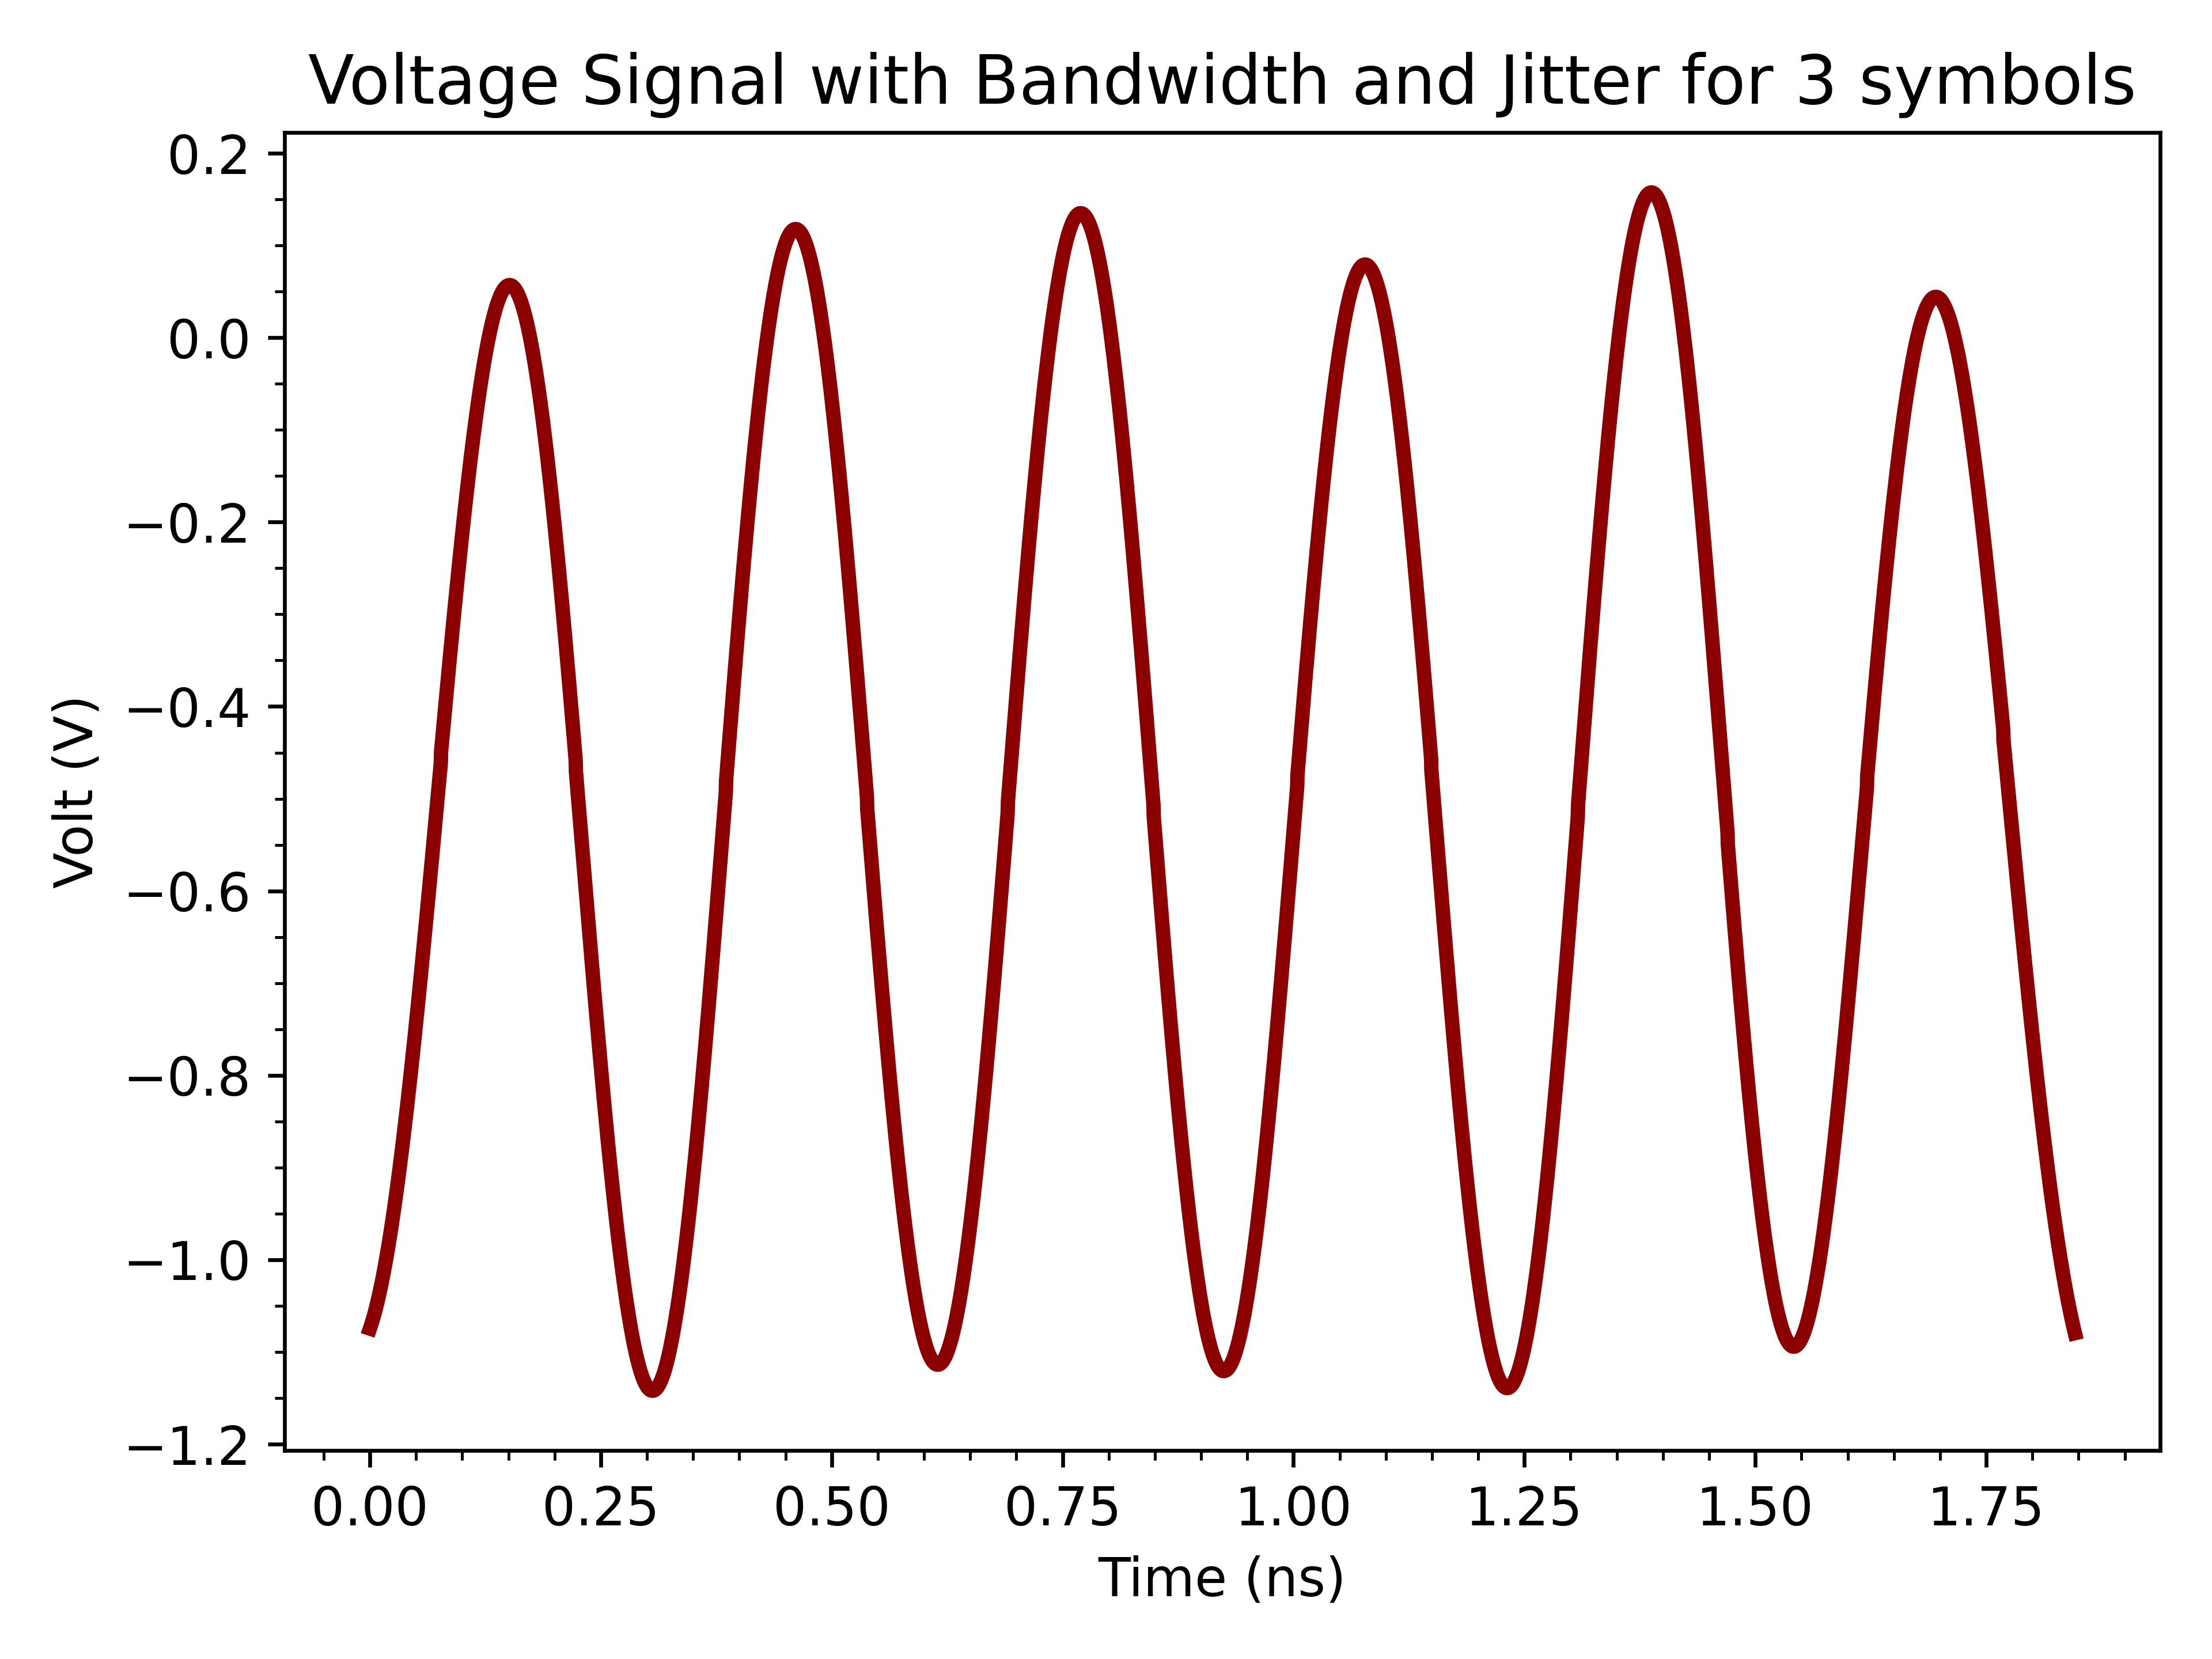 Voltage Signal with Bandwidth and Jitter for 3 symbols
0.2
0.0
−0.2
−0.4
−0.6
−0.8
−1.0
−1.2
Volt (V)
0.00 0.25 0.50 0.75 1.00 1.25 1.50 1.75
Time (ns)